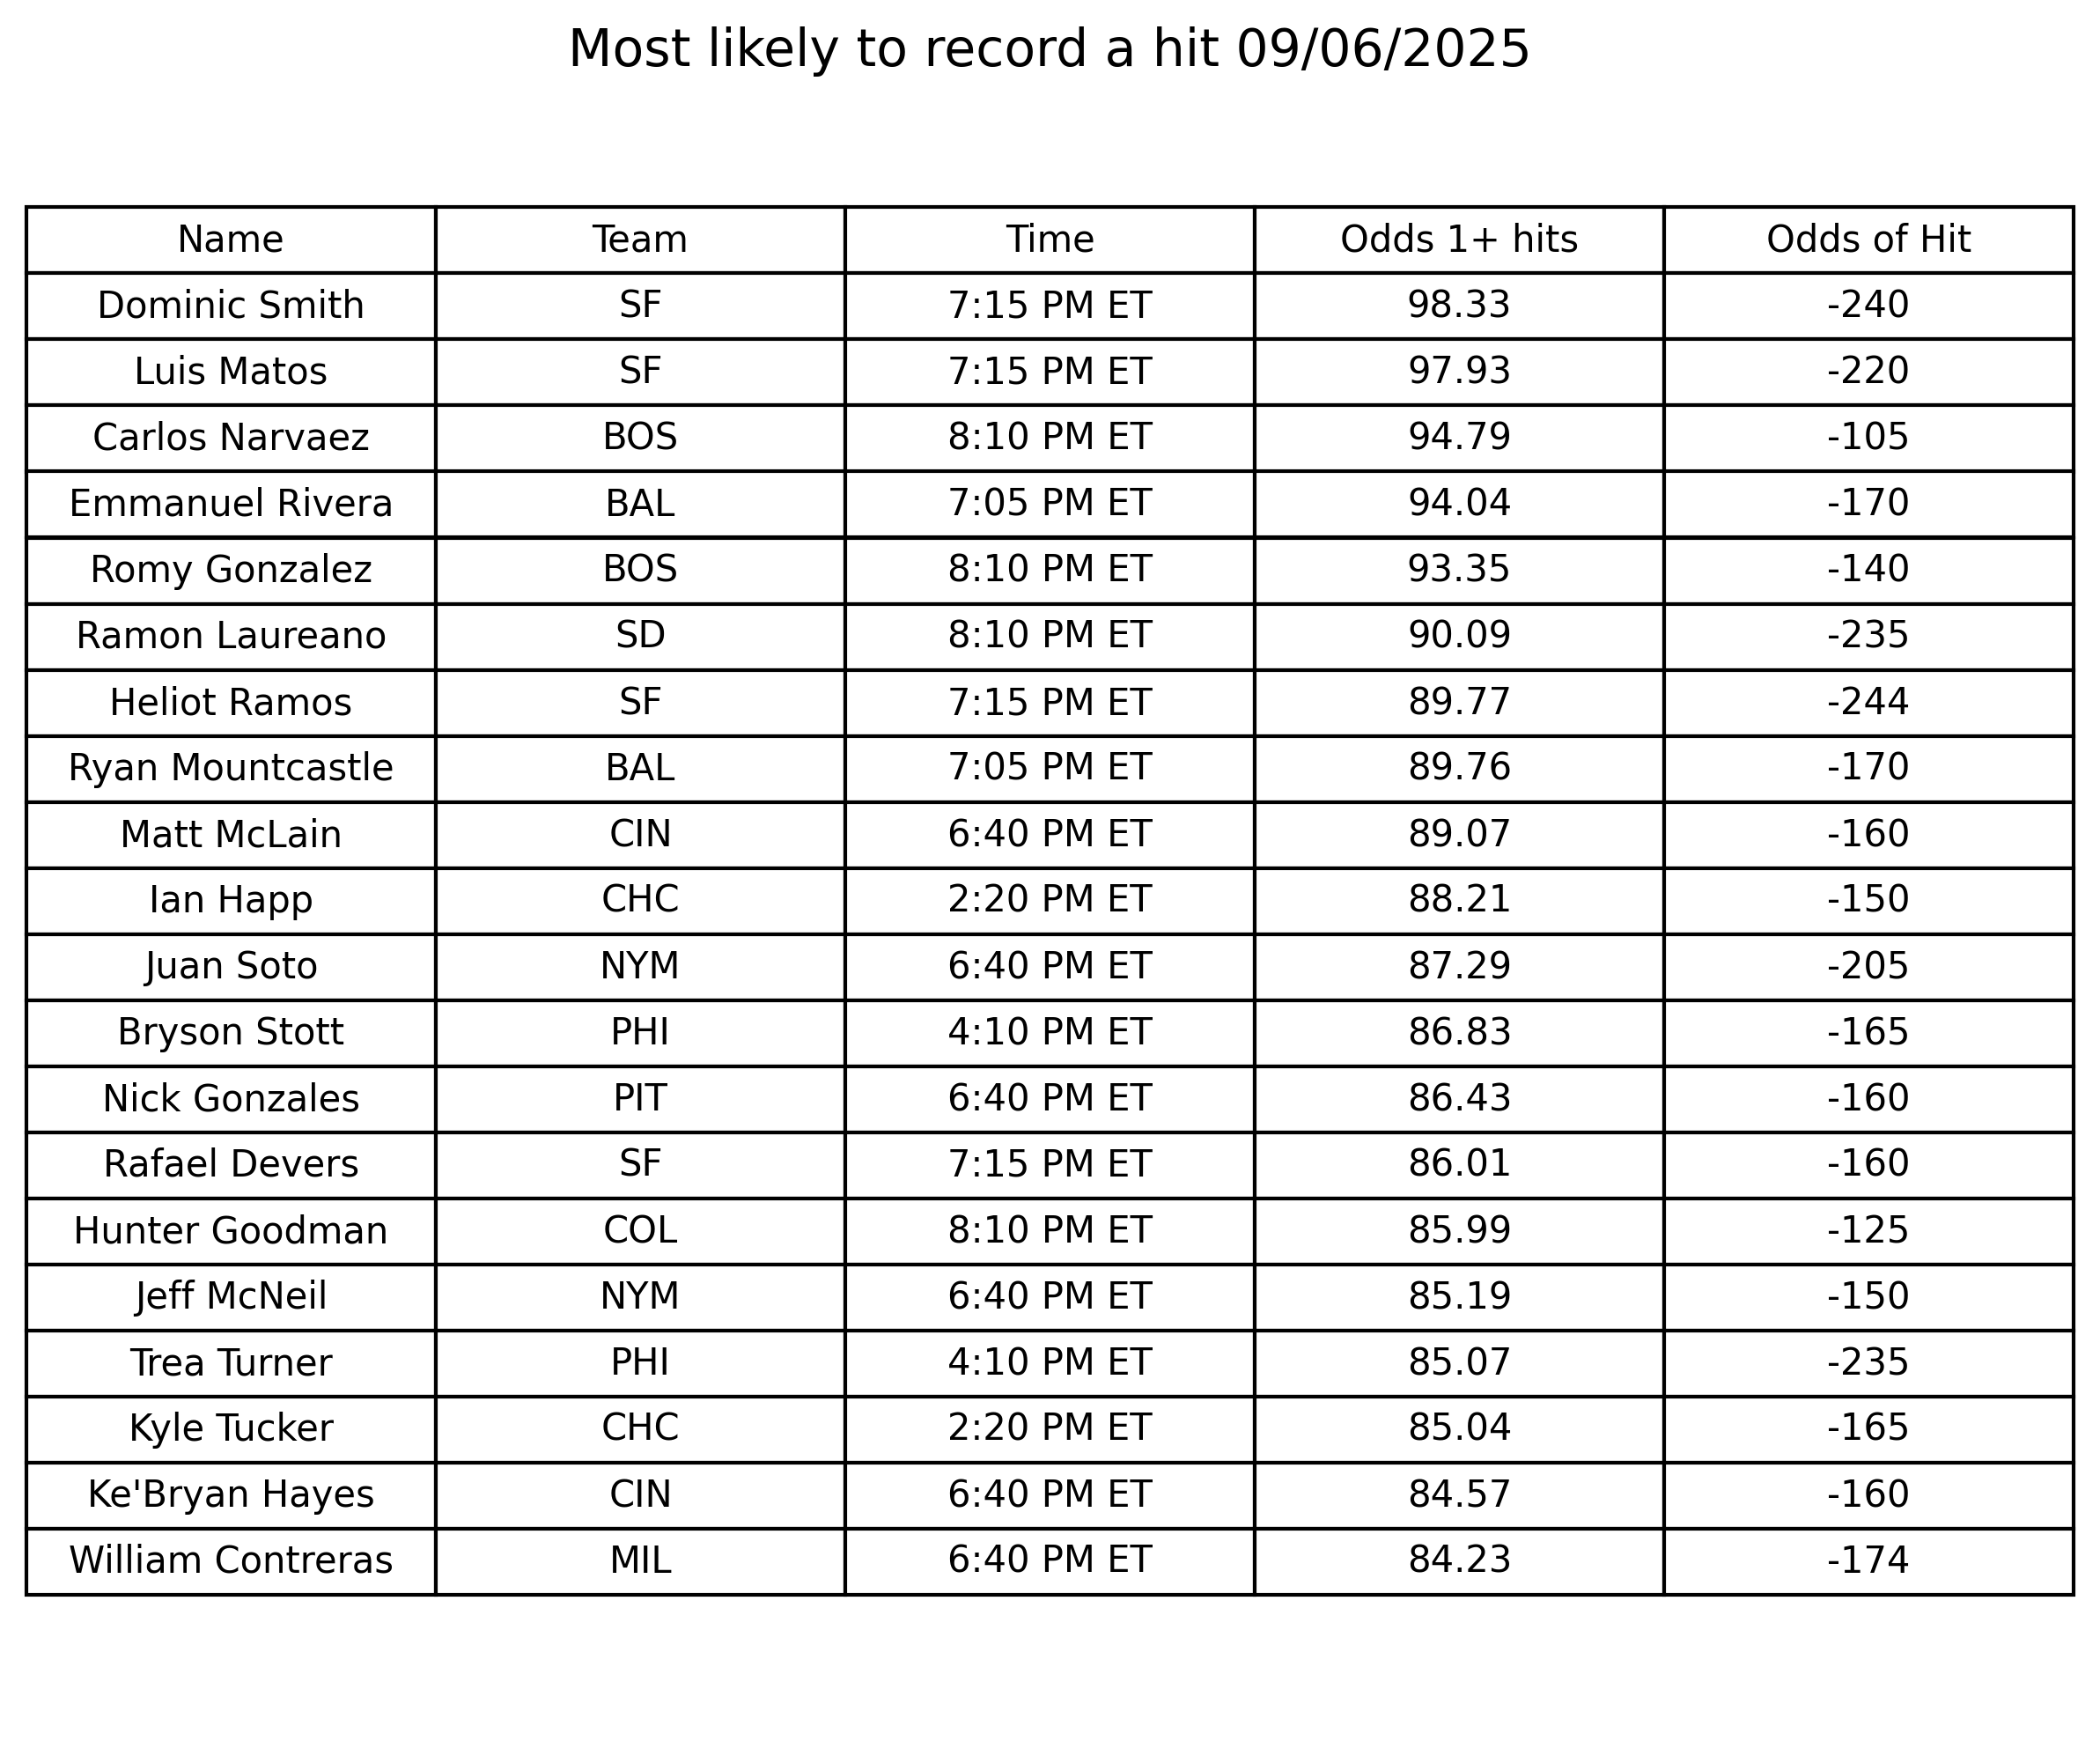 Most likely to record a hit 09/06/2025
Name Team Time Odds 1+ hits Odds of Hit
Dominic Smith SF 7:15 PM ET 98.33 -240
Luis Matos SF 7:15 PM ET 97.93 -220
Carlos Narvaez BOS 8:10 PM ET 94.79 -105
Emmanuel Rivera BAL 7:05 PM ET 94.04 -170
Romy Gonzalez BOS 8:10 PM ET 93.35 -140
Ramon Laureano SD 8:10 PM ET 90.09 -235
Heliot Ramos SF 7:15 PM ET 89.77 -244
Ryan Mountcastle BAL 7:05 PM ET 89.76 -170
Matt McLain CIN 6:40 PM ET 89.07 -160
Ian Happ CHC 2:20 PM ET 88.21 -150
Juan Soto NYM 6:40 PM ET 87.29 -205
Bryson Stott PHI 4:10 PM ET 86.83 -165
Nick Gonzales PIT 6:40 PM ET 86.43 -160
Rafael Devers SF 7:15 PM ET 86.01 -160
Hunter Goodman COL 8:10 PM ET 85.99 -125
Jeff McNeil NYM 6:40 PM ET 85.19 -150
Trea Turner PHI 4:10 PM ET 85.07 -235
Kyle Tucker CHC 2:20 PM ET 85.04 -165
Ke'Bryan Hayes CIN 6:40 PM ET 84.57 -160
William Contreras MIL 6:40 PM ET 84.23 -174